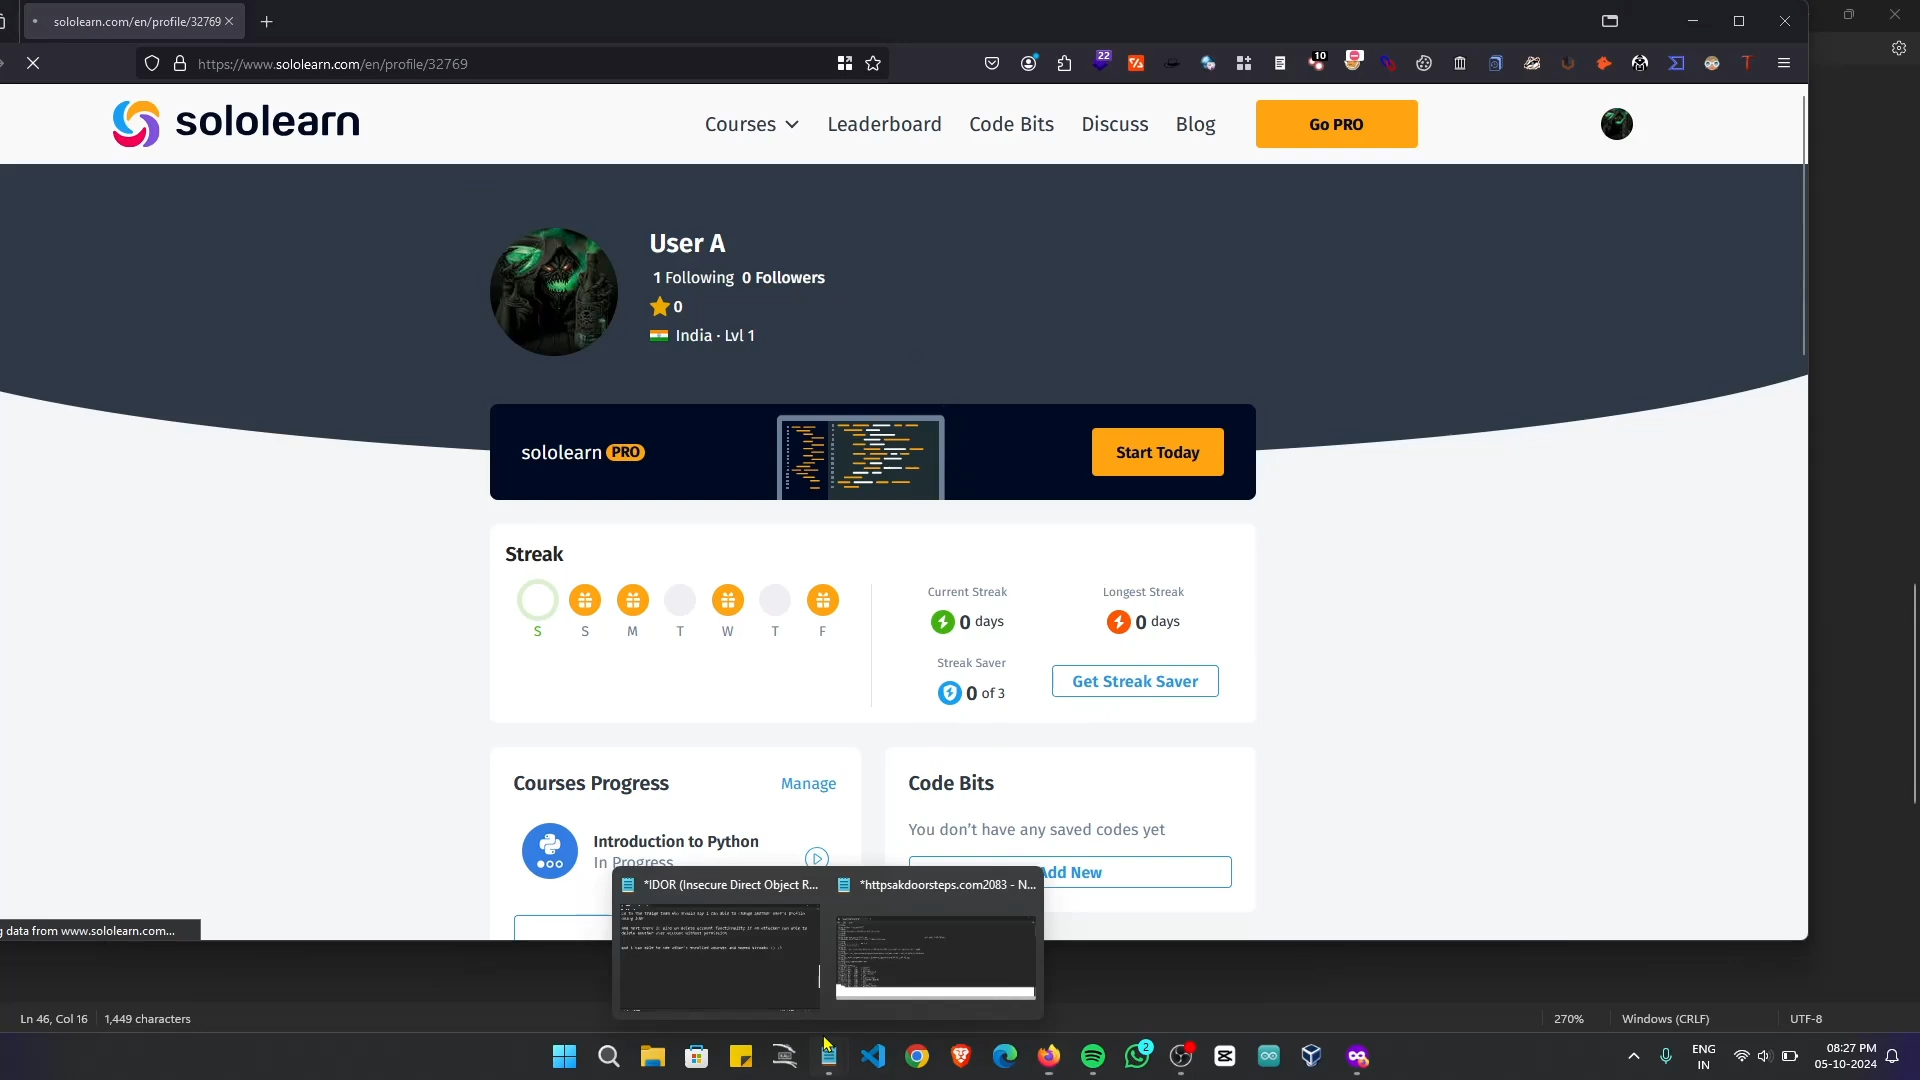 sololearn.com/en/profile/32769
22
10
https://www.sololearn.com/en/profile/32769
sololearn
Courses
Leaderboard
Code Bits
Discuss
Blog
Go PRO
User A
1 Following 0 Followers
0
India · Lvl 1
sololearn PRO
Start Today
Streak
S S M T W T F
Current Streak
0 days
Longest Streak
0 days
Streak Saver
0 of 3
Get Streak Saver
Courses Progress
Manage
Introduction to Python
In Progress
Code Bits
You don't have any saved codes yet
Add New
*IDOR (Insecure Direct Object R...
*httpsakdoorsteps.com2083 - N...
g data from www.sololearn.com...
Ln 46, Col 16
1,449 characters
270%
Windows (CRLF)
UTF-8
2
ENG
IN
08:27 PM
05-10-2024